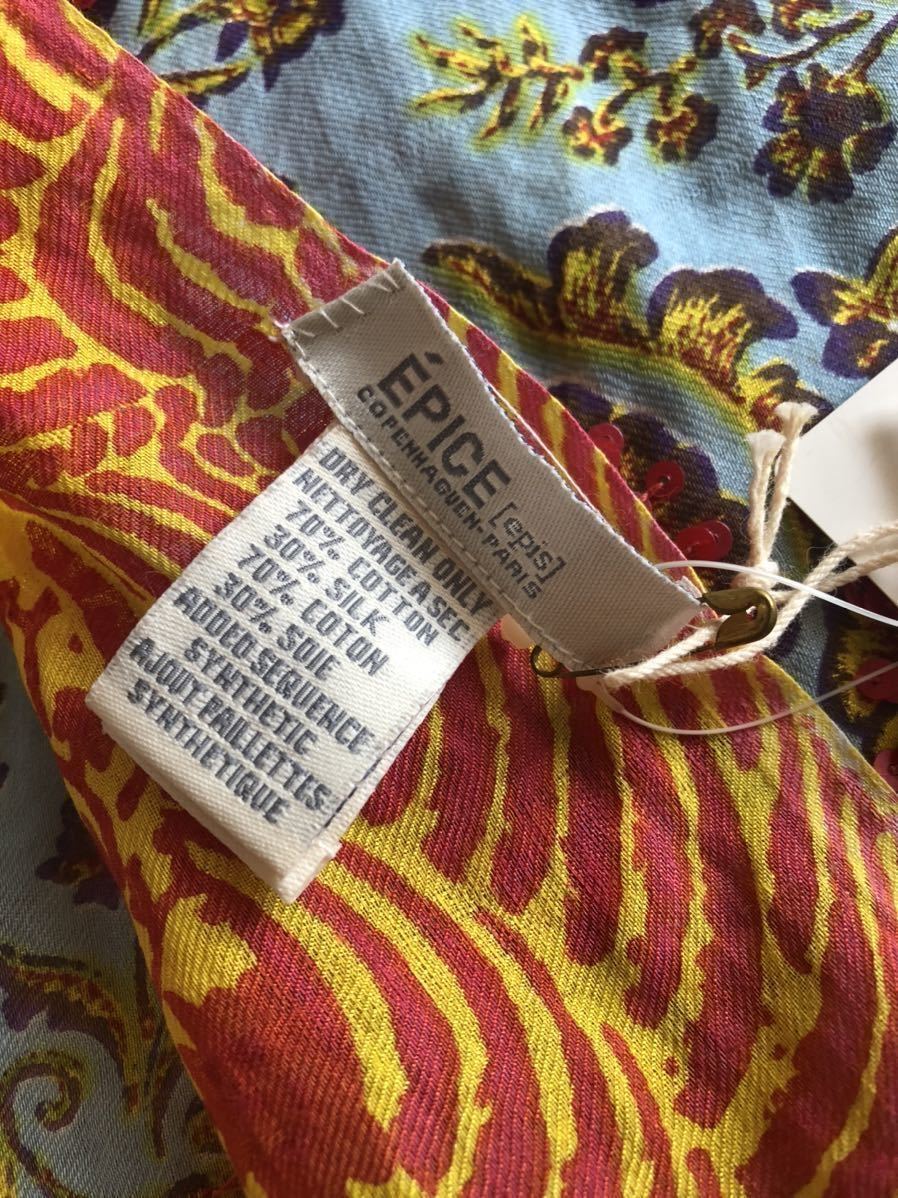 ÉPICE [epis]
COPENHAGUEN-PARIS
DRY CLEAN ONLY
NETTOYAGE A SEC
70% COTTON
30% SILK
70% COTON
30% SOIE
ADDED SEQUENCE
SYNTHETIC
AJOUT PAILLETTES
SYNTHETIQUE